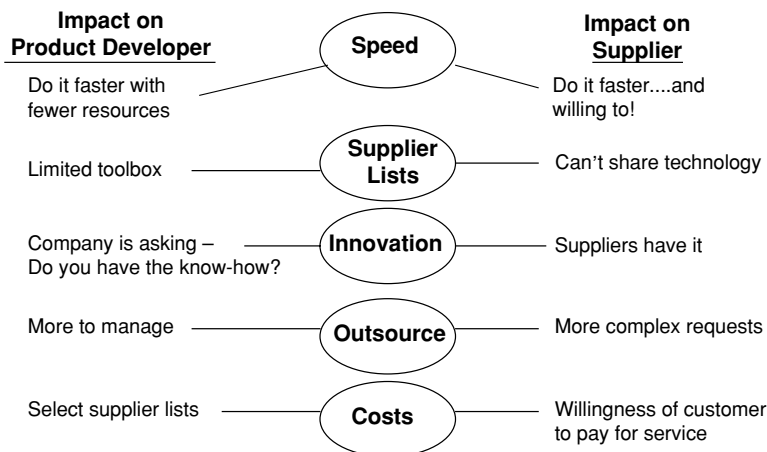 Impact on
Product Developer
Speed
Impact on
Supplier
Do it faster with
fewer resources
Do it faster....and
willing to!
Limited toolbox
Supplier
Lists
Can't share technology
Company is asking –
Do you have the know-how?
Innovation
Suppliers have it
More to manage
Outsource
More complex requests
Select supplier lists
Costs
Willingness of customer
to pay for service